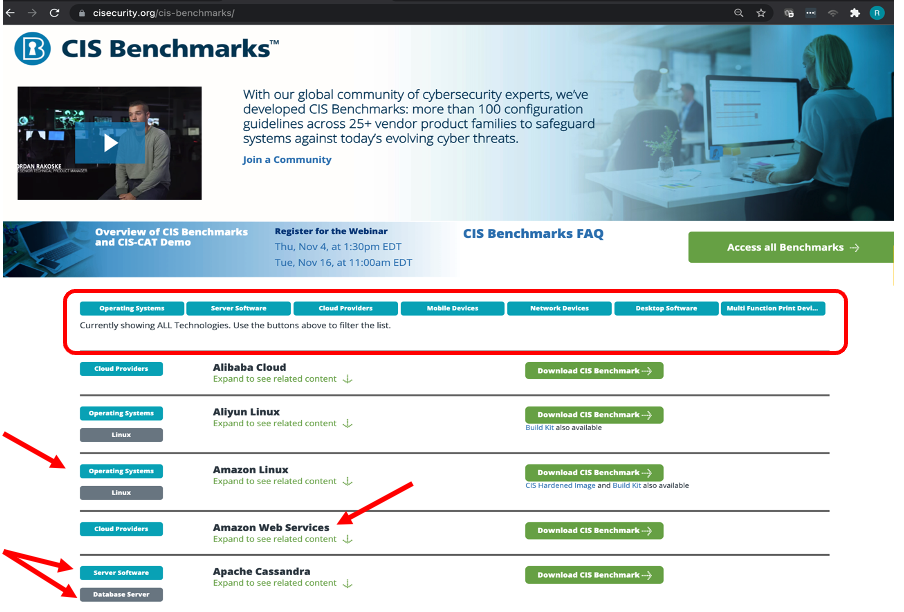 cisecurity.org/cis-benchmarks/
R
CIS Benchmarks™
With our global community of cybersecurity experts, we've
developed CIS Benchmarks: more than 100 configuration
guidelines across 25+ vendor product families to safeguard
systems against today's evolving cyber threats.
Join a Community
ORDAN RAKOSKE
SENIOR TECHNICAL PRODUCT MANAGER
Overview of CIS Benchmarks
and CIS-CAT Demo
Register for the Webinar
Thu, Nov 4, at 1:30pm EDT
Tue, Nov 16, at 11:00am EDT
CIS Benchmarks FAQ
Access all Benchmarks →
Operating Systems Server Software Cloud Providers Mobile Devices Network Devices Desktop Software Multi Function Print Devi...
Currently showing ALL Technologies. Use the buttons above to filter the list.
Cloud Providers
Alibaba Cloud
Expand to see related content ↓
Download CIS Benchmark →
Operating Systems
Linux
Aliyun Linux
Expand to see related content ↓
Download CIS Benchmark →
Build Kit also available
Operating Systems
Linux
Amazon Linux
Expand to see related content ↓
Download CIS Benchmark →
CIS Hardened Image and Build Kit also available
Cloud Providers
Amazon Web Services
Expand to see related content ↓
Download CIS Benchmark →
Server Software
Database Server
Apache Cassandra
Expand to see related content ↓
Download CIS Benchmark →